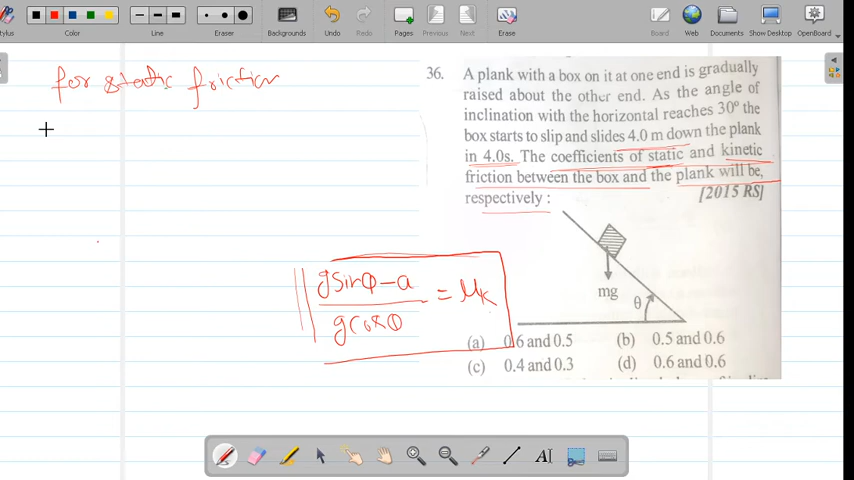 Stylus
Color
Line
Eraser
Backgrounds
Undo
Redo
Pages
Previous
Next
Erase
Board
Web
Documents
Show Desktop
OpenBoard
for static friction
36. A plank with a box on it at one end is gradually
raised about the other end. As the angle of
inclination with the horizontal reaches 30° the
box starts to slip and slides 4.0 m down the plank
in 4.0s. The coefficients of static and kinetic
friction between the box and the plank will be,
respectively :
[2015 RS]
mg
θ
gsinθ-a
gcosθ
= μk
(a) 0.6 and 0.5 (b) 0.5 and 0.6
(c) 0.4 and 0.3 (d) 0.6 and 0.6